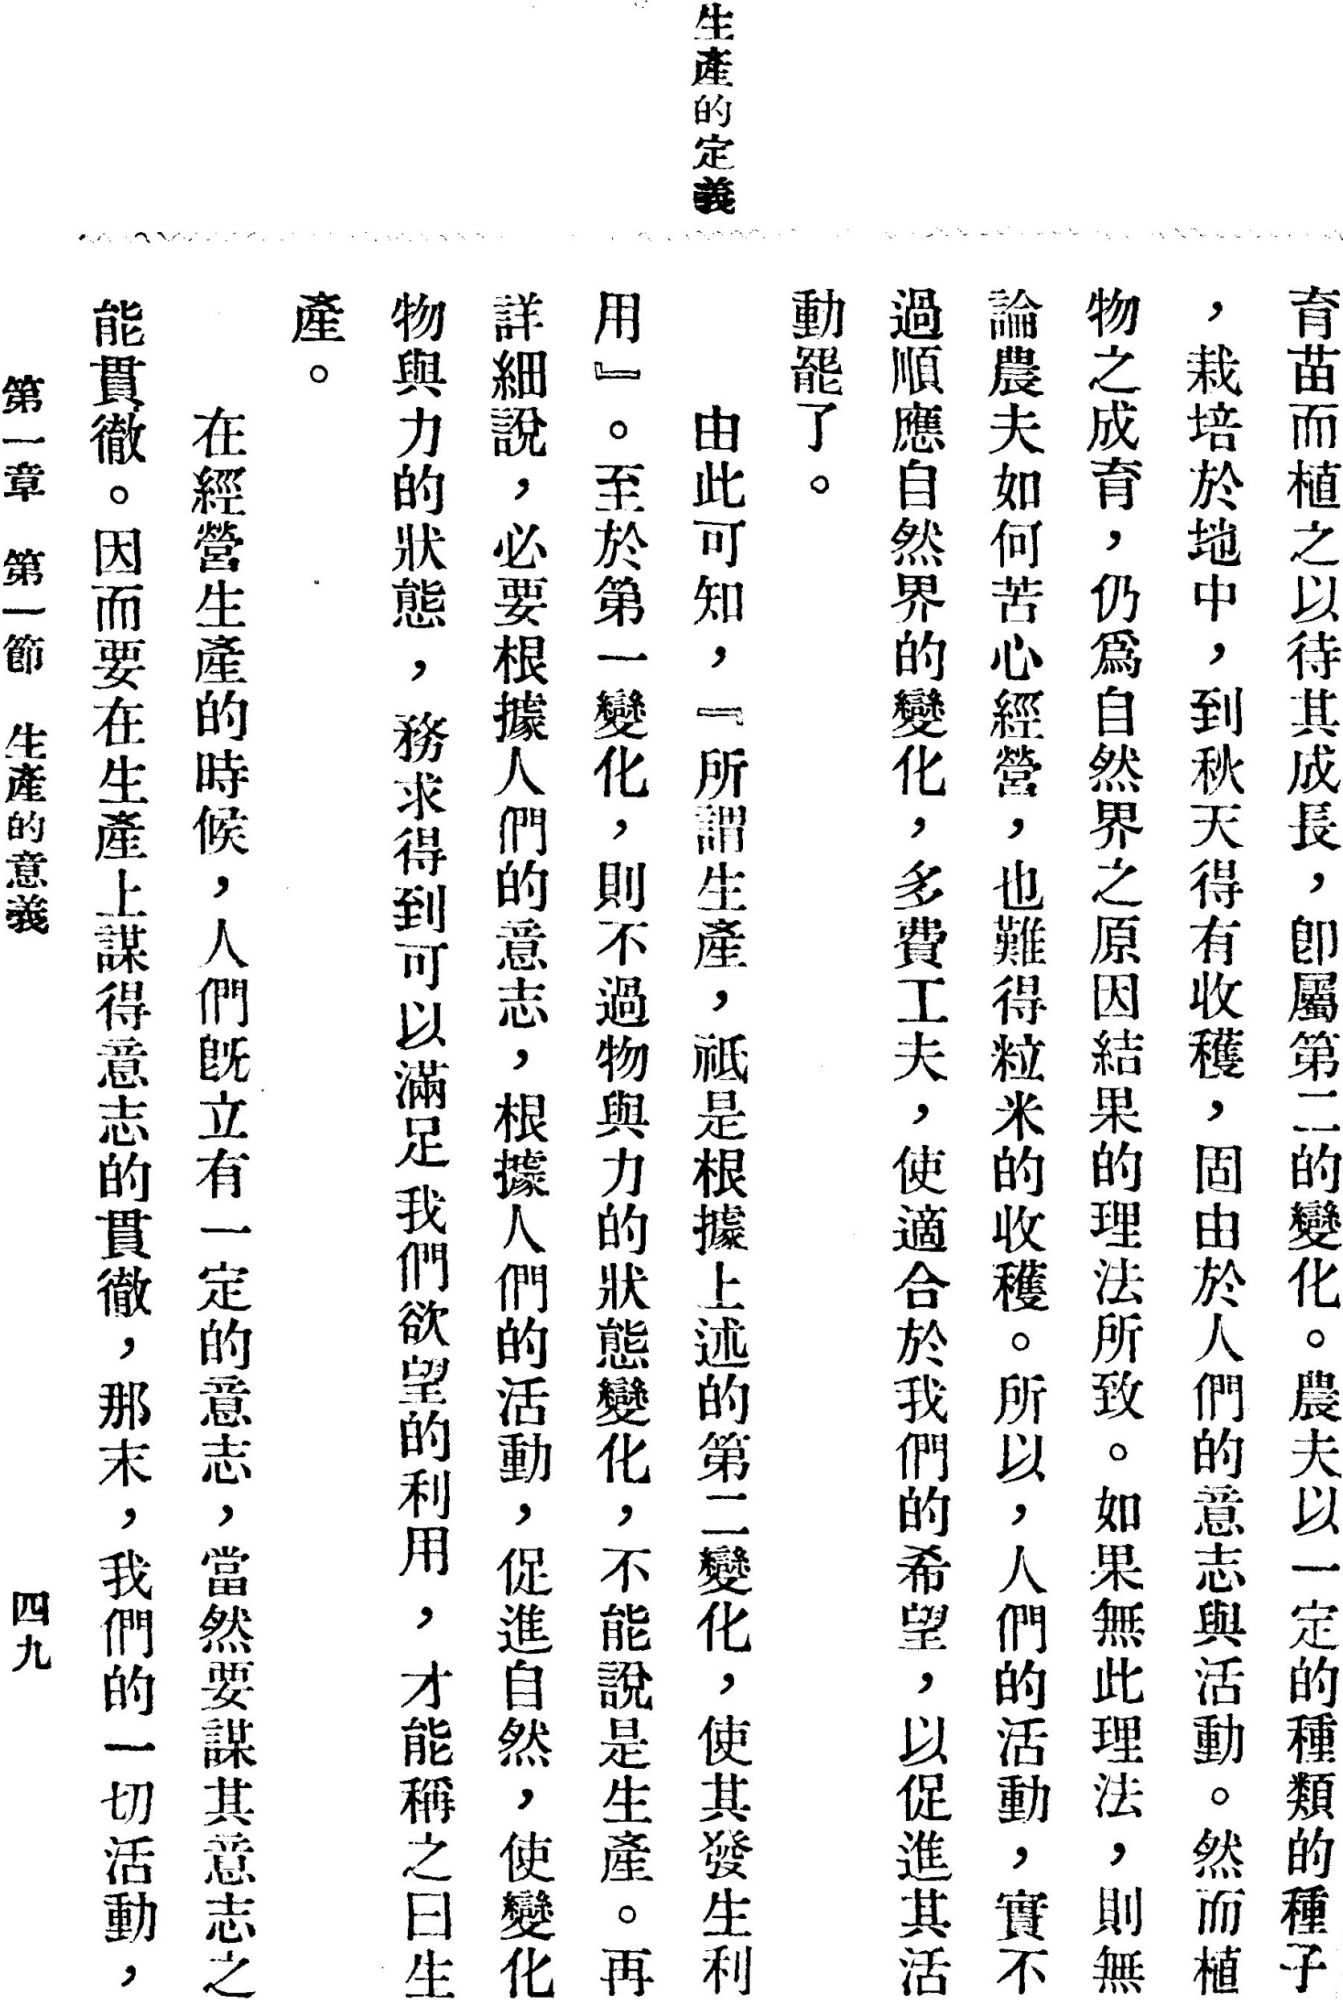 生產的定義
育苗而植之以待其成長，卽屬第二的變化。農夫以一定的種類的種子
，栽培於地中，到秋天得有收穫，固由於人們的意志與活動。然而植
物之成育，仍爲自然界之原因結果的理法所致。如果無此理法，則無
論農夫如何苦心經營，也難得粒米的收穫。所以，人們的活動，實不
過順應自然界的變化，多費工夫，使適合於我們的希望，以促進其活
動罷了。
由此可知，『所謂生產，祇是根據上述的第二變化，使其發生利
用』。至於第一變化，則不過物與力的狀態變化，不能說是生產。再
詳細說，必要根據人們的意志，根據人們的活動，促進自然，使變化
物與力的狀態，務求得到可以滿足我們欲望的利用，才能稱之曰生
產。
在經營生產的時候，人們旣立有一定的意志，當然要謀其意志之
能貫徹。因而要在生產上謀得意志的貫徹，那末，我們的一切活動，
第一章　第一節　生產的意義　四九